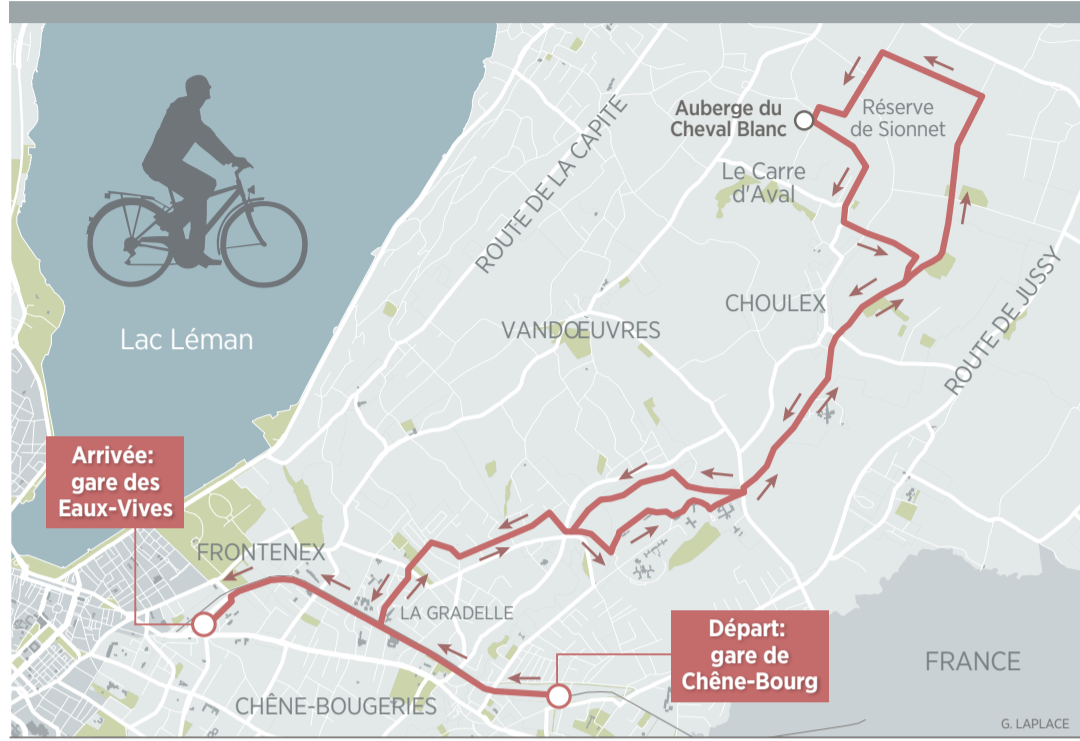 Auberge du
Cheval Blanc
Réserve
de Sionnet
ROUTE DE LA CAPITE
Le Carre
d'Aval
ROUTE DE JUSSY
CHOULEX
VANDŒUVRES
Lac Léman
Arrivée:
gare des
Eaux-Vives
FRONTENEX
LA GRADELLE
Départ:
gare de
Chêne-Bourg
FRANCE
CHÊNE-BOUGERIES
G. LAPLACE